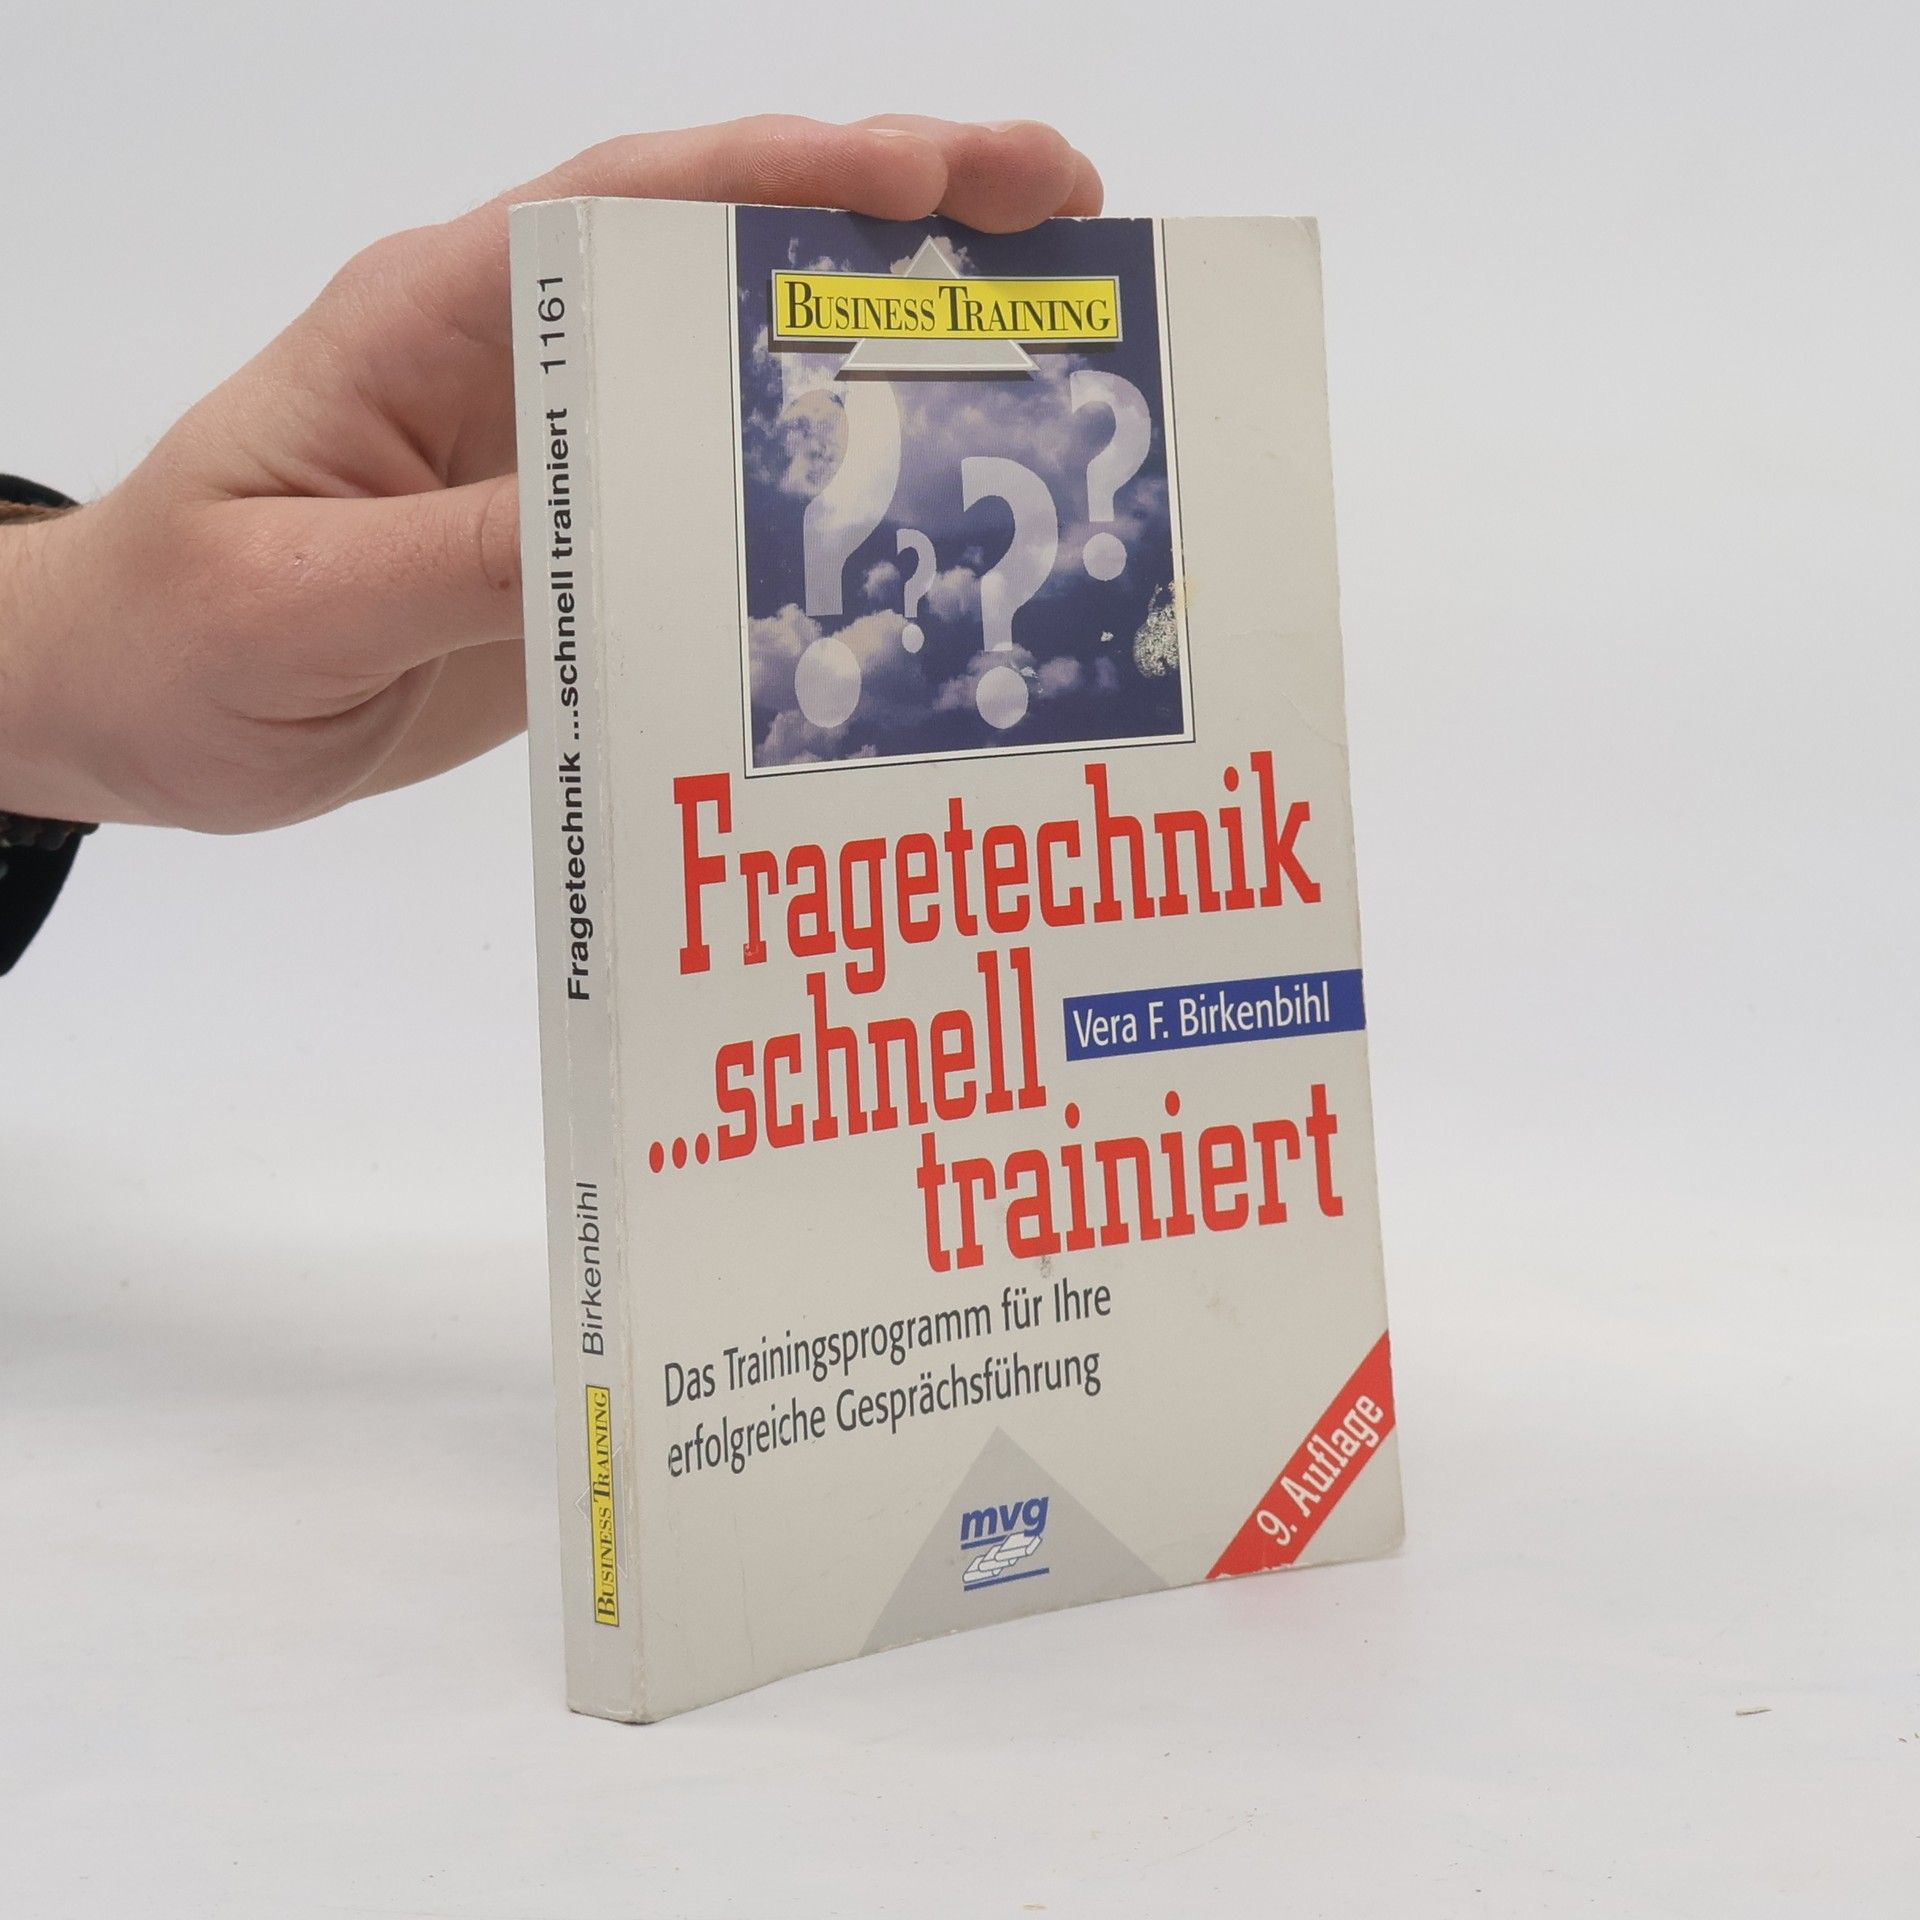 BUSINESS TRAINING
Fragetechnik
...schnell
Vera F. Birkenbihl
trainiert
Das Trainingsprogramm für Ihre
erfolgreiche Gesprächsführung
mvg
9. Auflage
BUSINESS TRAINING Birkenbihl Fragetechnik ...schnell trainiert 1161